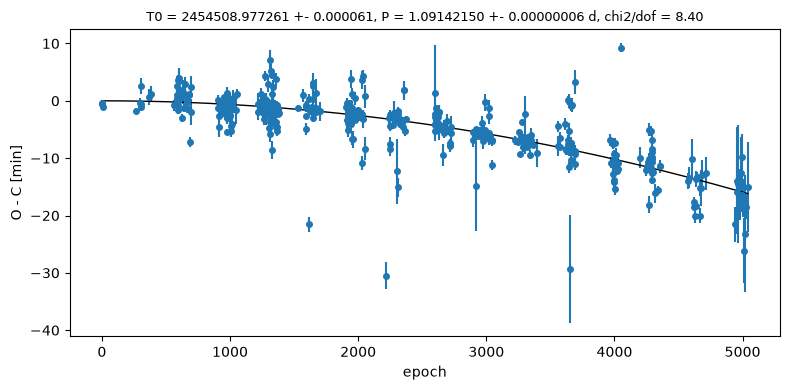 T0 = 2454508.977261 +- 0.000061, P = 1.09142150 +- 0.00000006 d, chi2/dof = 8.40
10
0
−10
−20
−30
−40
O - C [min]
0 1000 2000 3000 4000 5000
epoch